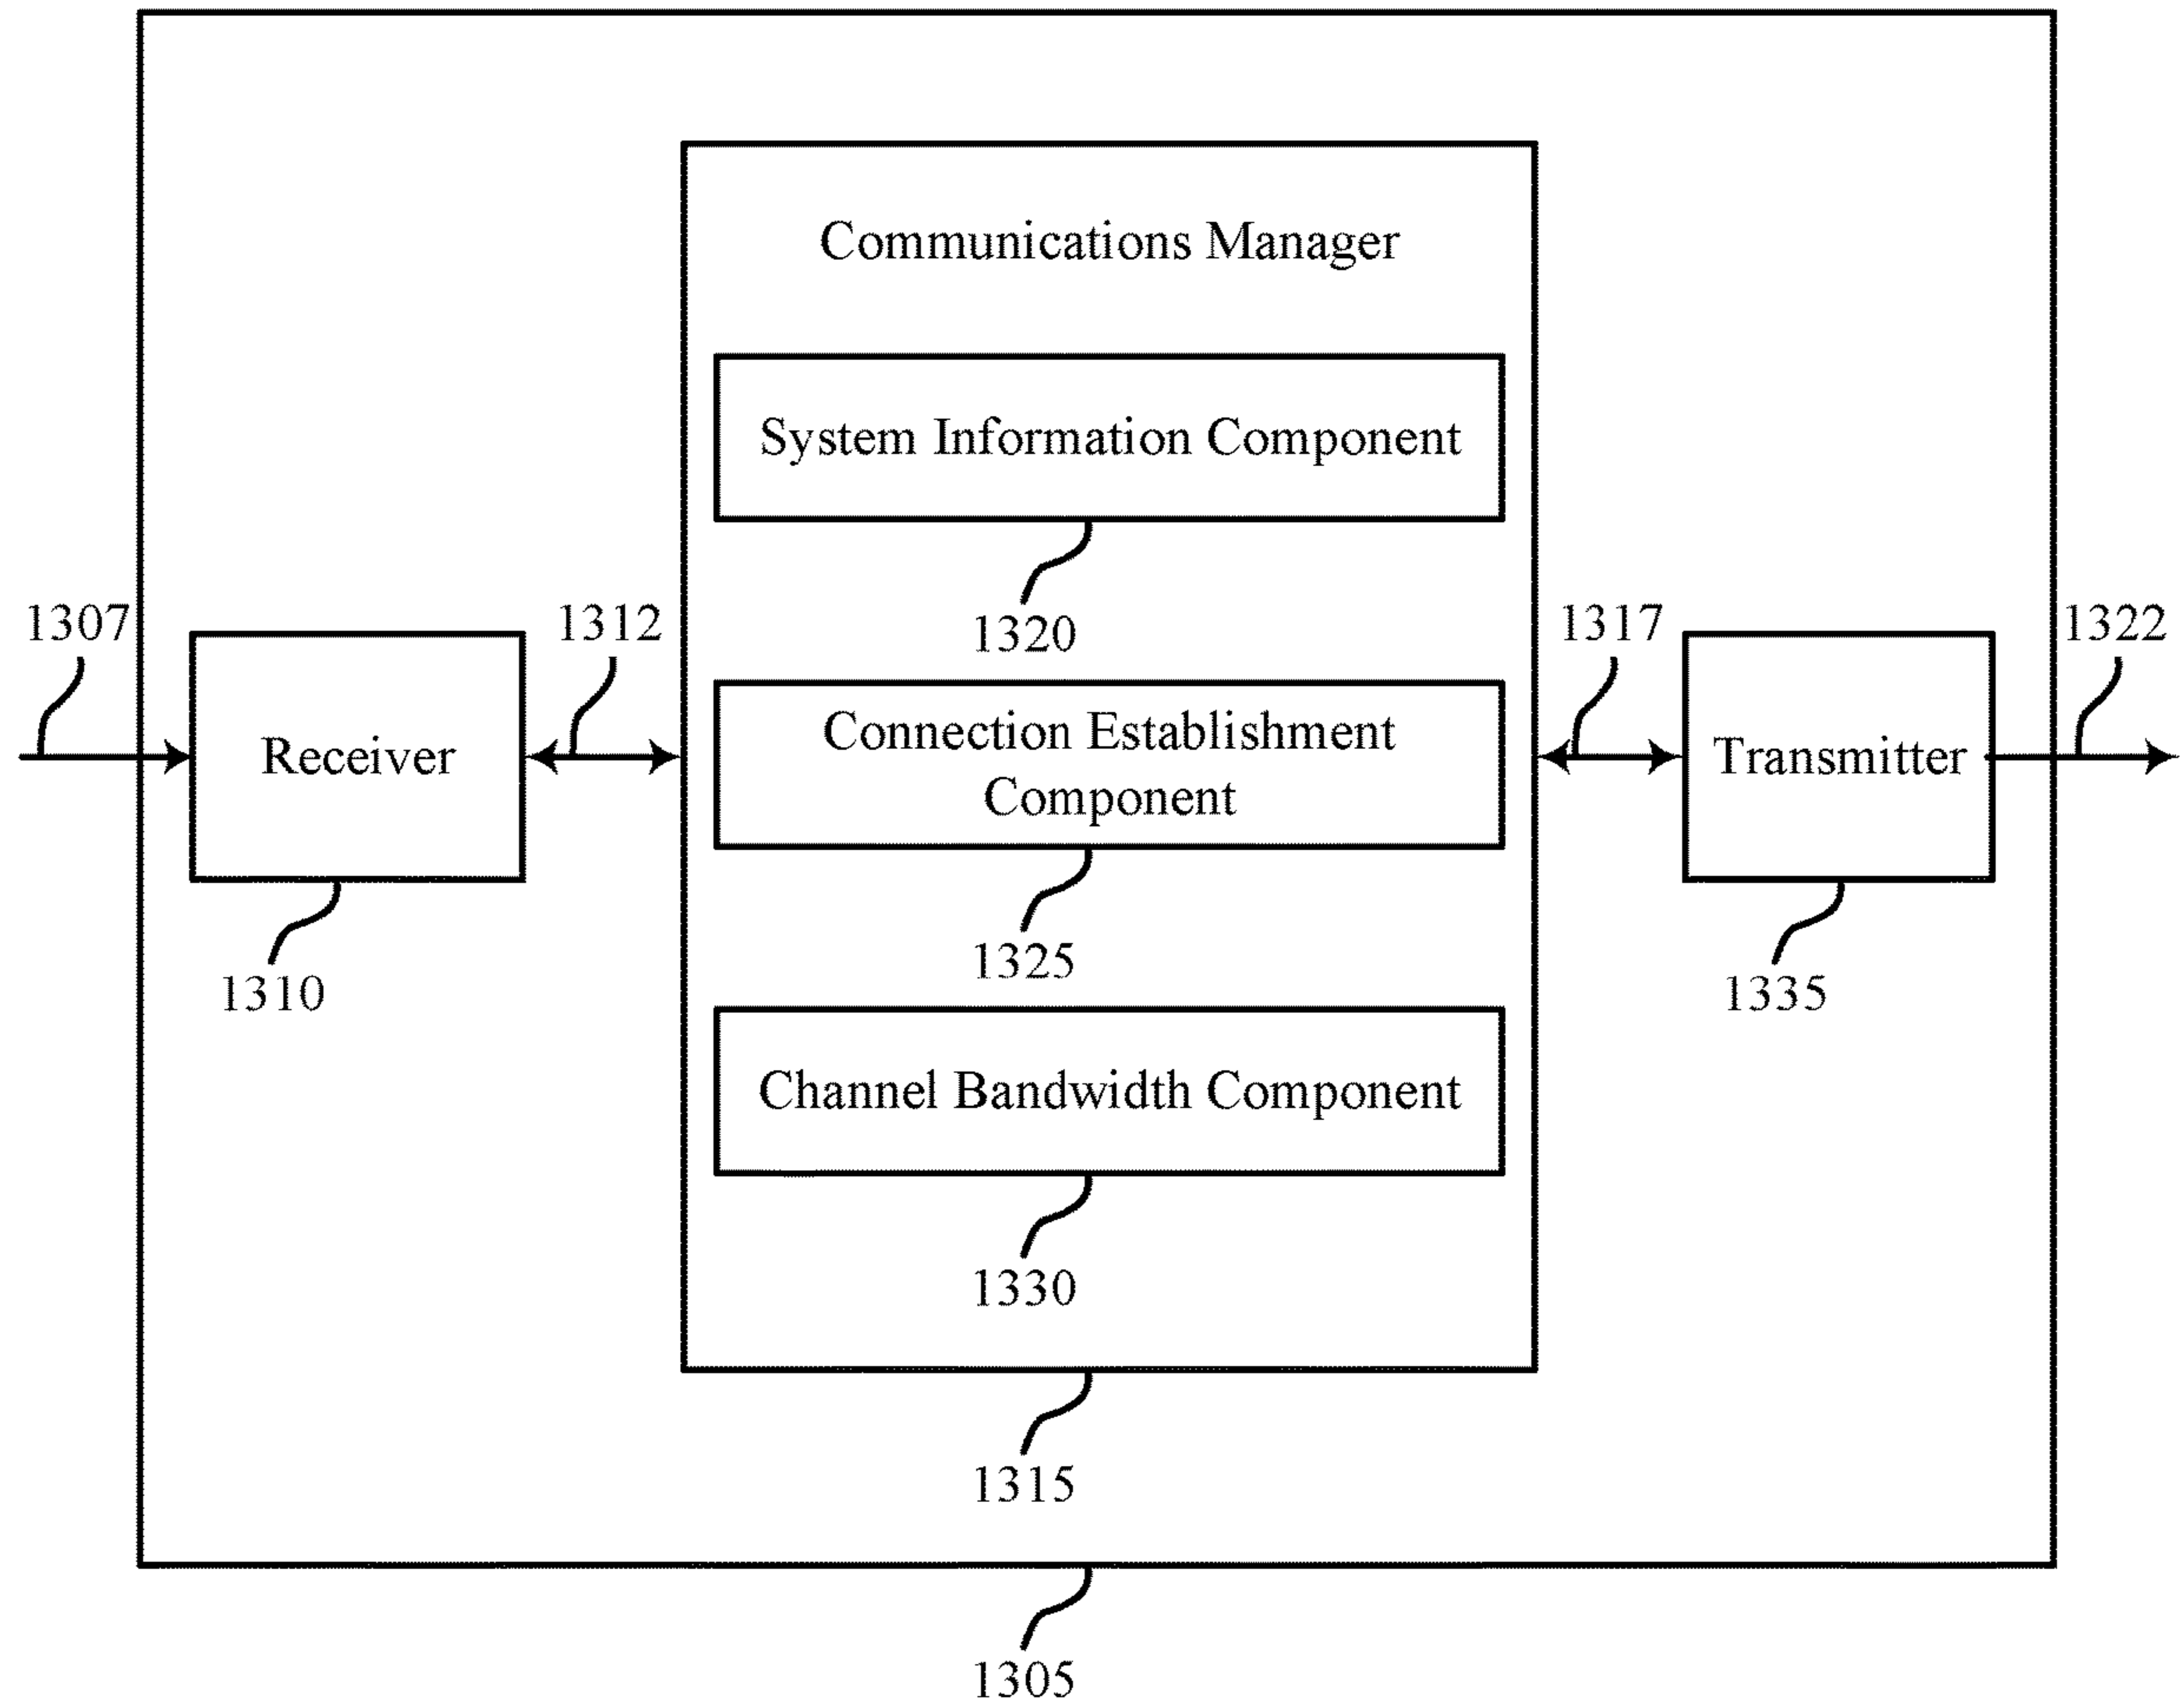 Communications Manager
System Information Component
1320
1307
1312
1317
1322
Receiver
Connection Establishment
Component
Transmitter
1325
1310
1335
Channel Bandwidth Component
1330
1315
1305